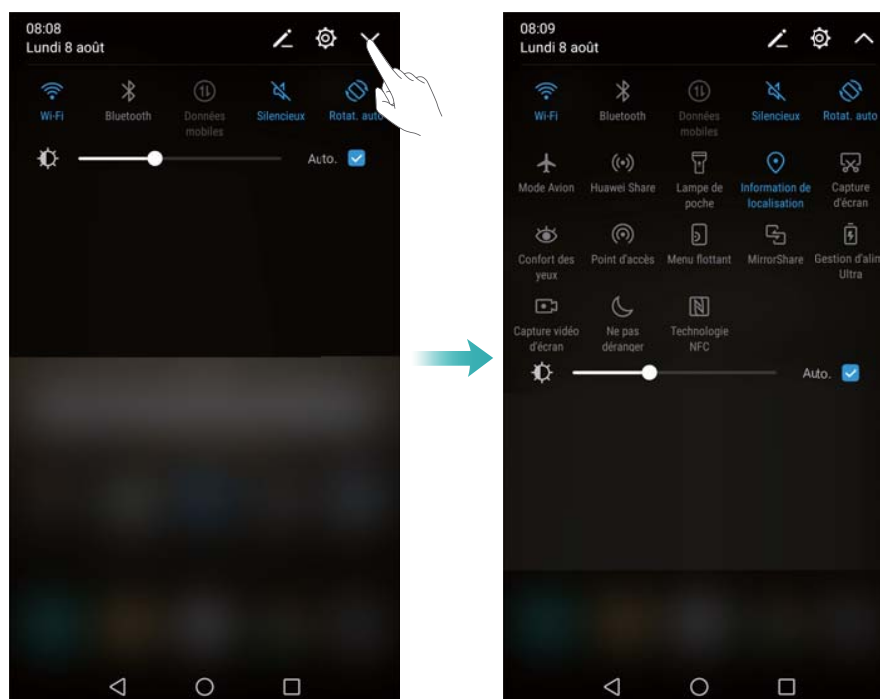 08:08
Lundi 8 août
Wi-Fi
Bluetooth
Données
mobiles
Silencieux
Rotat. auto
Auto.
08:09
Lundi 8 août
Wi-Fi
Bluetooth
Données
mobiles
Silencieux
Rotat. auto
Mode Avion
Huawei Share
Lampe de
poche
Information de
localisation
Capture
d'écran
Confort des
yeux
Point d'accès
Menu flottant
MirrorShare
Gestion d'alim
Ultra
Capture vidéo
d'écran
Ne pas
déranger
Technologie
NFC
Auto.